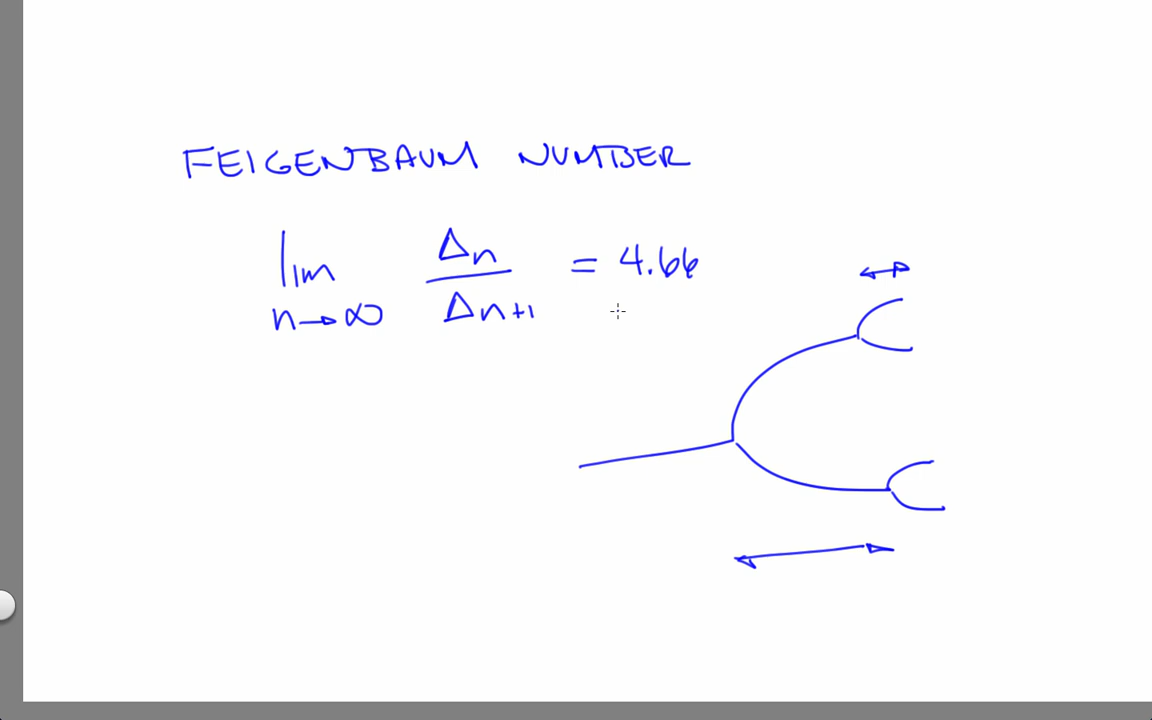 FEIGENBAUM NUMBER
lim Δn = 4.66
n→∞ Δn+1